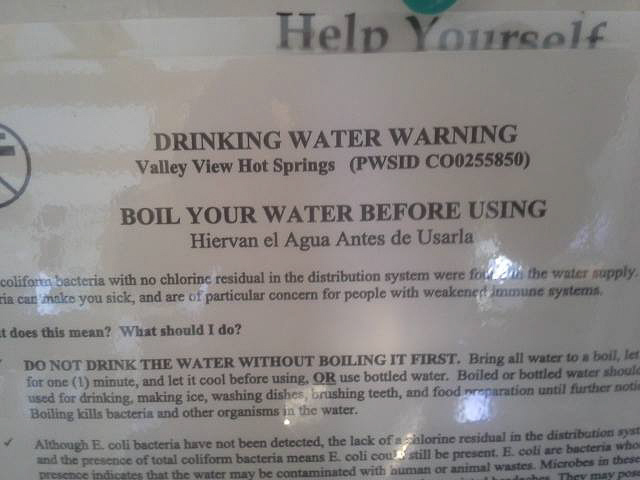 Help Yourself
DRINKING WATER WARNING
Valley View Hot Springs (PWSID CO0255850)
BOIL YOUR WATER BEFORE USING
Hiervan el Agua Antes de Usarla
coliform bacteria with no chlorine residual in the distribution system were found in the water supply.
ria can make you sick, and are of particular concern for people with weakened immune systems.
t does this mean? What should I do?
DO NOT DRINK THE WATER WITHOUT BOILING IT FIRST. Bring all water to a boil, let
for one (1) minute, and let it cool before using, OR use bottled water. Boiled or bottled water should
used for drinking, making ice, washing dishes, brushing teeth, and food preparation until further noti
Boiling kills bacteria and other organisms in the water.
✓ Although E. coli bacteria have not been detected, the lack of a chlorine residual in the distribution syst
and the presence of total coliform bacteria means E. coli could still be present. E. coli are bacteria who
presence indicates that the water may be contaminated with human or animal wastes. Microbes in these
They may pos